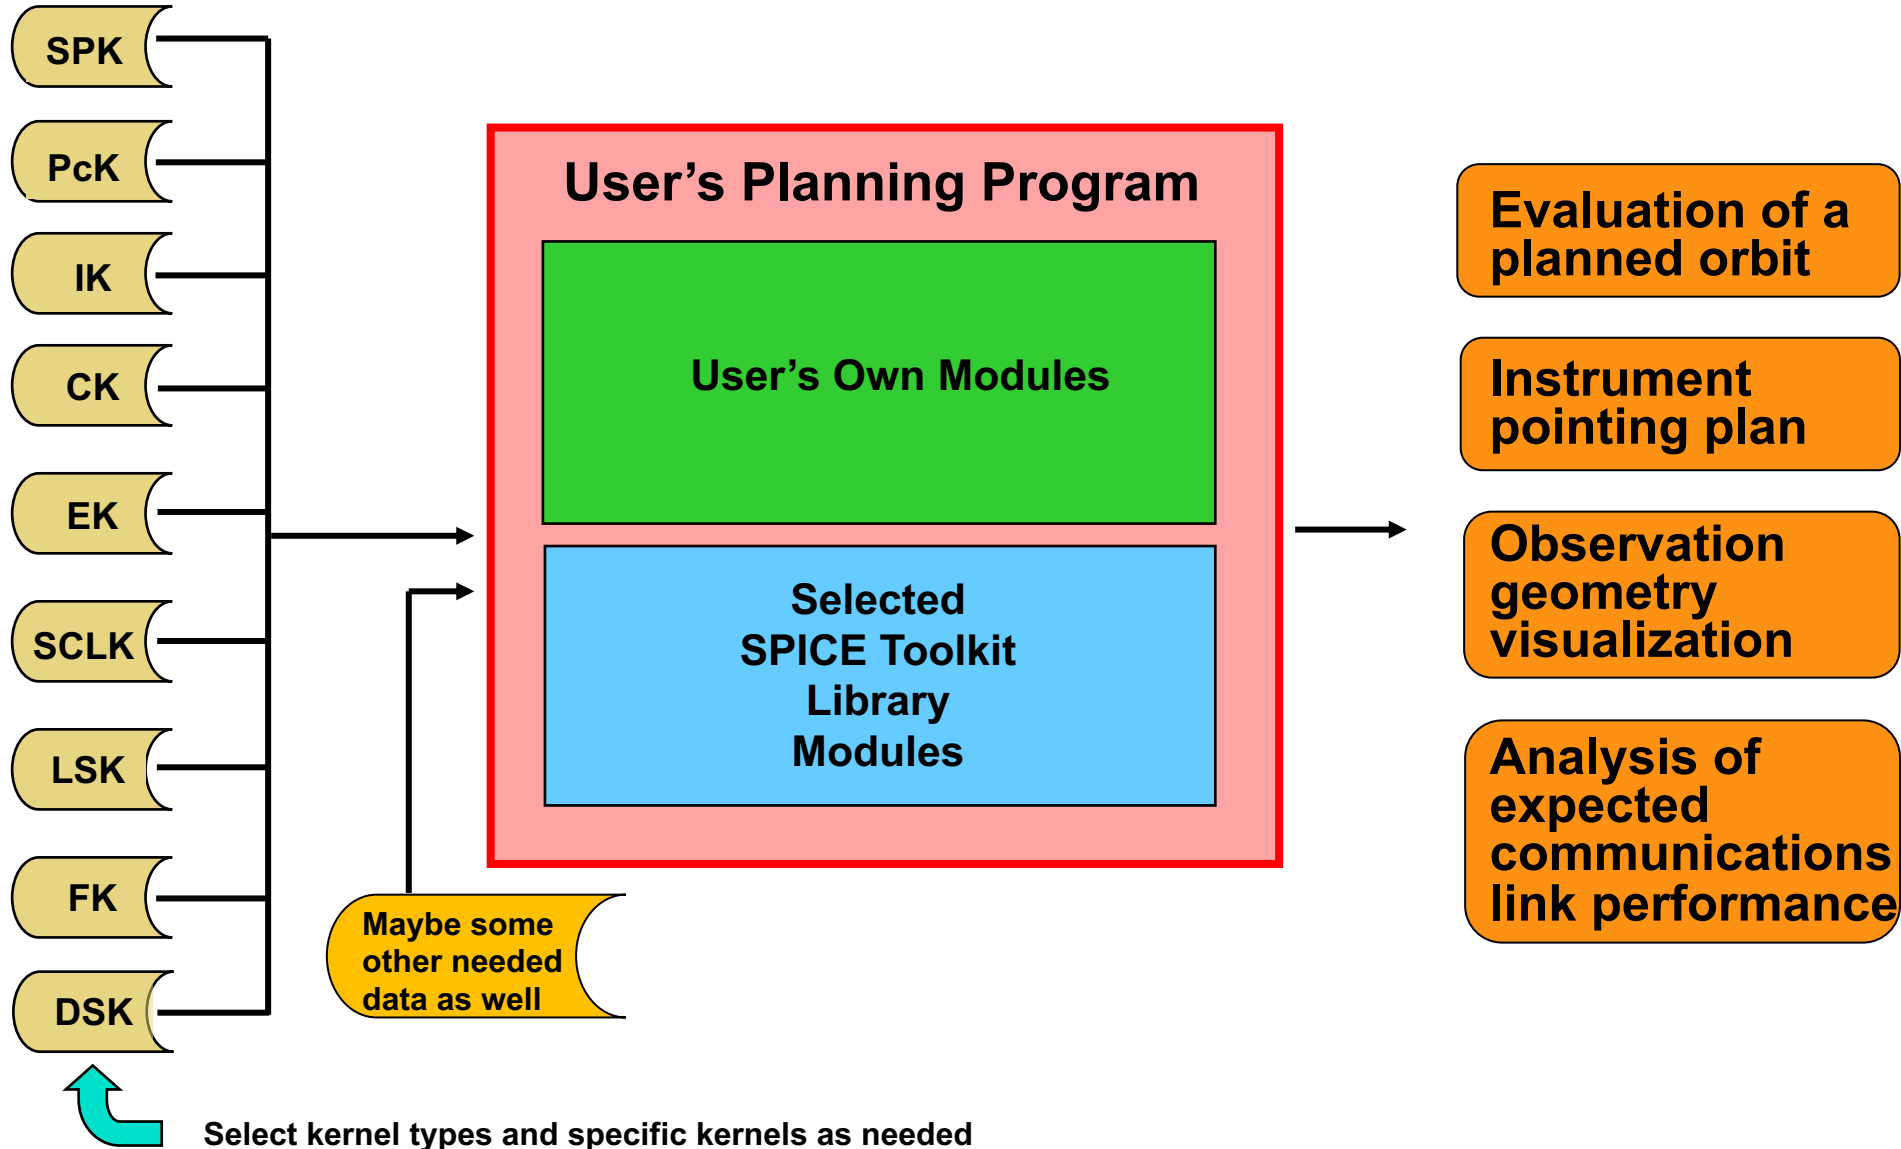 SPK
PcK
IK
CK
EK
SCLK
LSK
FK
DSK
Select kernel types and specific kernels as needed
Maybe some
other needed
data as well
User’s Planning Program
User’s Own Modules
Selected
SPICE Toolkit
Library
Modules
Evaluation of a
planned orbit
Instrument
pointing plan
Observation
geometry
visualization
Analysis of
expected
communications
link performance